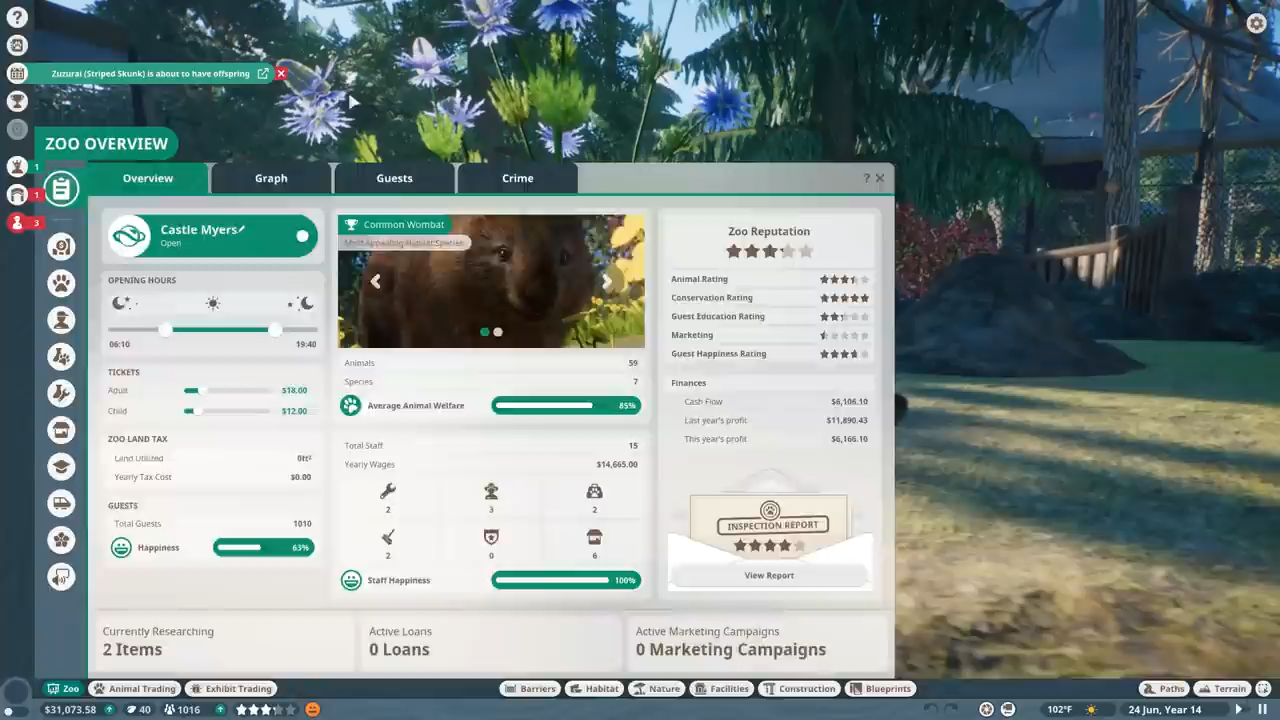 Zuzurai (Striped Skunk) is about to have offspring
ZOO OVERVIEW
1
1
3
Overview
Graph
Guests
Crime
?
Castle Myers
Open
OPENING HOURS
06:10
19:40
TICKETS
Adult
$18.00
Child
$12.00
ZOO LAND TAX
Land Utilized
0ft²
Yearly Tax Cost
$0.00
GUESTS
Total Guests
1010
Happiness
63%
Common Wombat
Most Appealing Habitat Species
Animals
59
Species
7
Average Animal Welfare
85%
Total Staff
15
Yearly Wages
$14,665.00
2
3
2
2
0
6
Staff Happiness
100%
Zoo Reputation
Animal Rating
Conservation Rating
Guest Education Rating
Marketing
Guest Happiness Rating
Finances
Cash Flow
$6,106.10
Last year's profit
$11,890.43
This year's profit
$6,166.10
INSPECTION REPORT
View Report
Currently Researching
2 Items
Active Loans
0 Loans
Active Marketing Campaigns
0 Marketing Campaigns
Zoo
Animal Trading
Exhibit Trading
Barriers
Habitat
Nature
Facilities
Construction
Blueprints
Paths
Terrain
$31,073.58
40
1016
102°F
24 Jun, Year 14